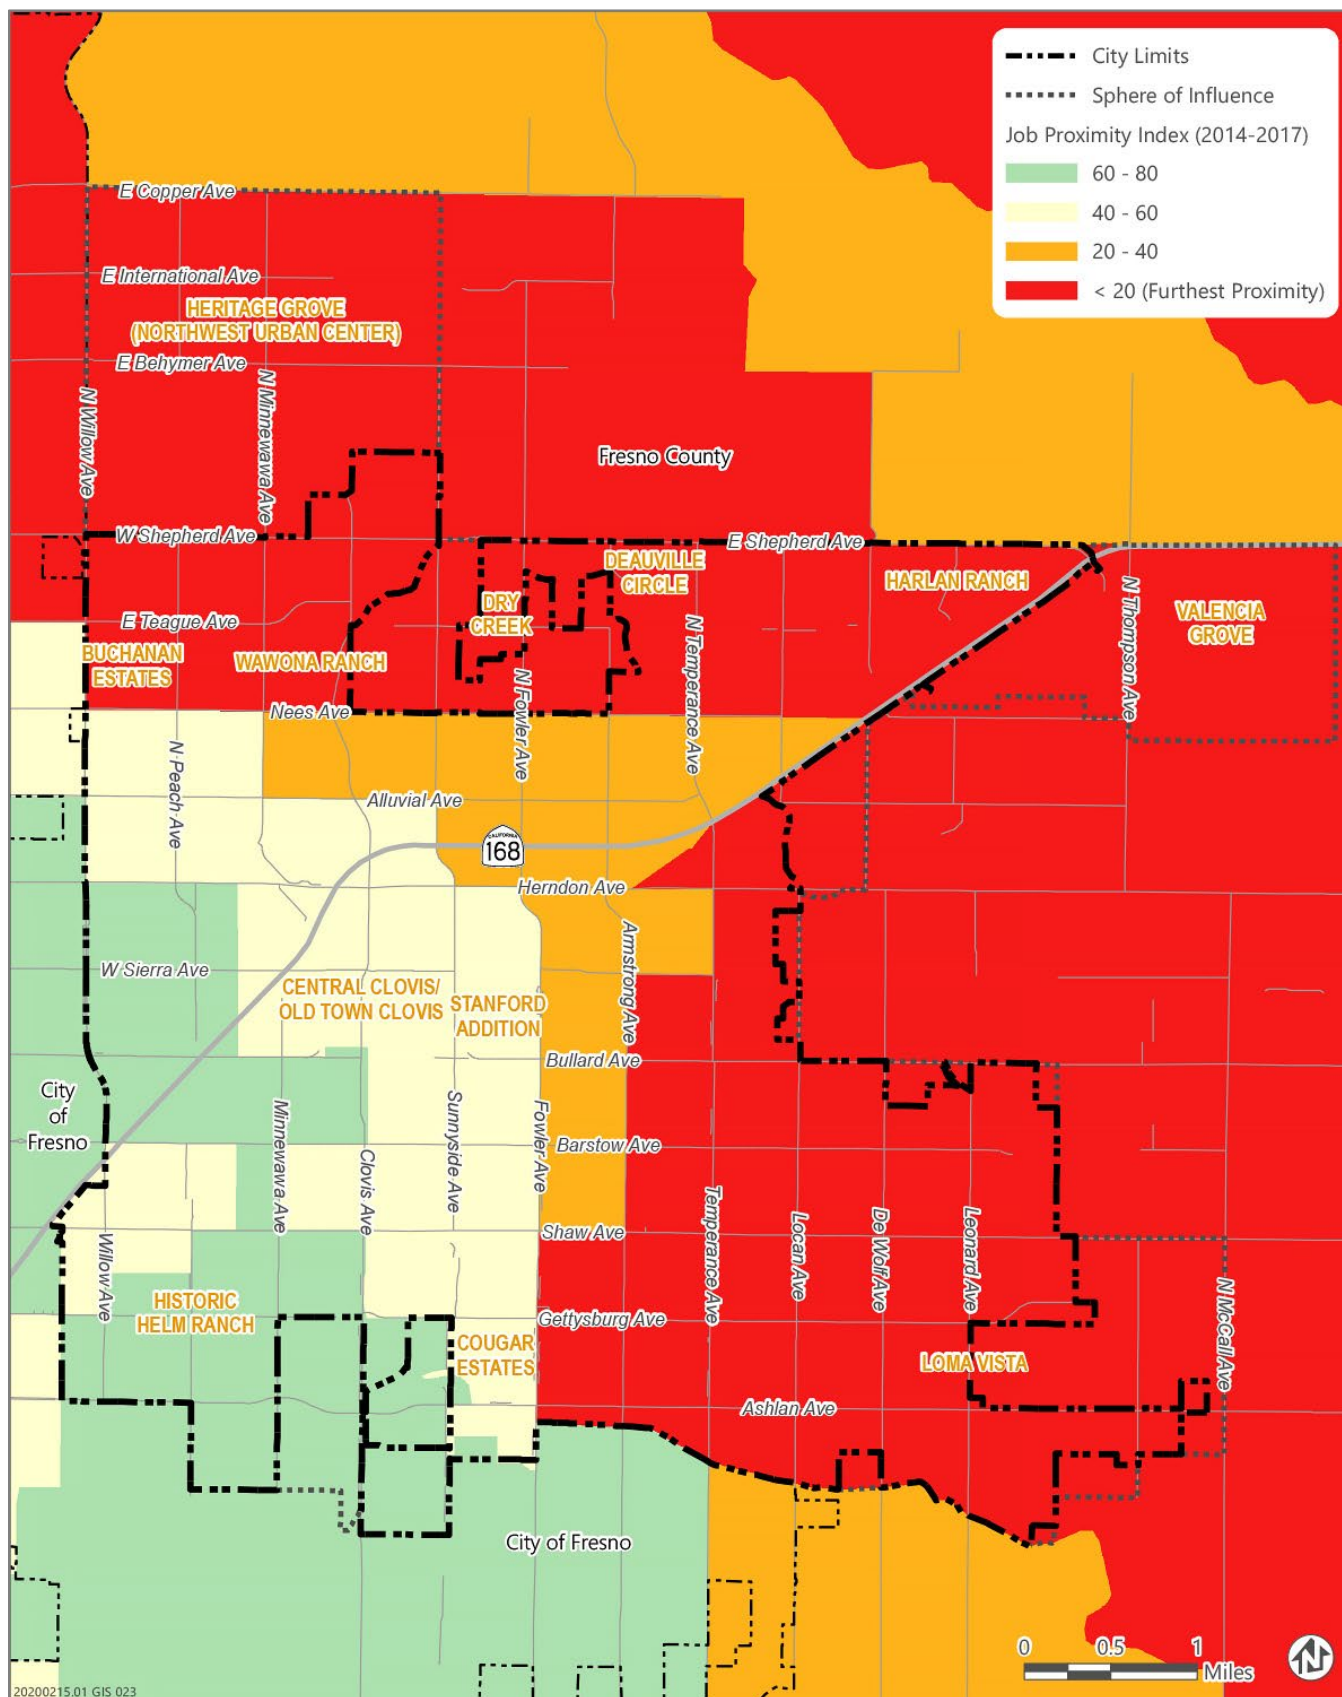 City Limits
Sphere of Influence
Job Proximity Index (2014-2017)
60 - 80
40 - 60
20 - 40
< 20 (Furthest Proximity)
E Copper Ave
E International Ave
HERITAGE GROVE
(NORTHWEST URBAN CENTER)
E Behymer Ave
N Willow Ave
N Minnewawa Ave
Fresno County
W Shepherd Ave
E Shepherd Ave
DEAUVILLE
CIRCLE
HARLAN RANCH
DRY
CREEK
N Thompson Ave
VALENCIA
GROVE
E Teague Ave
BUCHANAN
ESTATES
WAWONA RANCH
N Fowler Ave
N Temperance Ave
Nees Ave
N Peach Ave
Alluvial Ave
CALIFORNIA
168
Herndon Ave
Armstrong Ave
W Sierra Ave
CENTRAL CLOVIS/
OLD TOWN CLOVIS
STANFORD
ADDITION
Bullard Ave
City
of
Fresno
Minnewawa Ave
Clovis Ave
Sunnyside Ave
Fowler Ave
Barstow Ave
Temperance Ave
Locan Ave
De Wolf Ave
Leonard Ave
Shaw Ave
Willow Ave
HISTORIC
HELM RANCH
Gettysburg Ave
COUGAR
ESTATES
LOMA VISTA
N McCall Ave
Ashlan Ave
City of Fresno
0 0.5 1
Miles
N
20200215.01 GIS 023